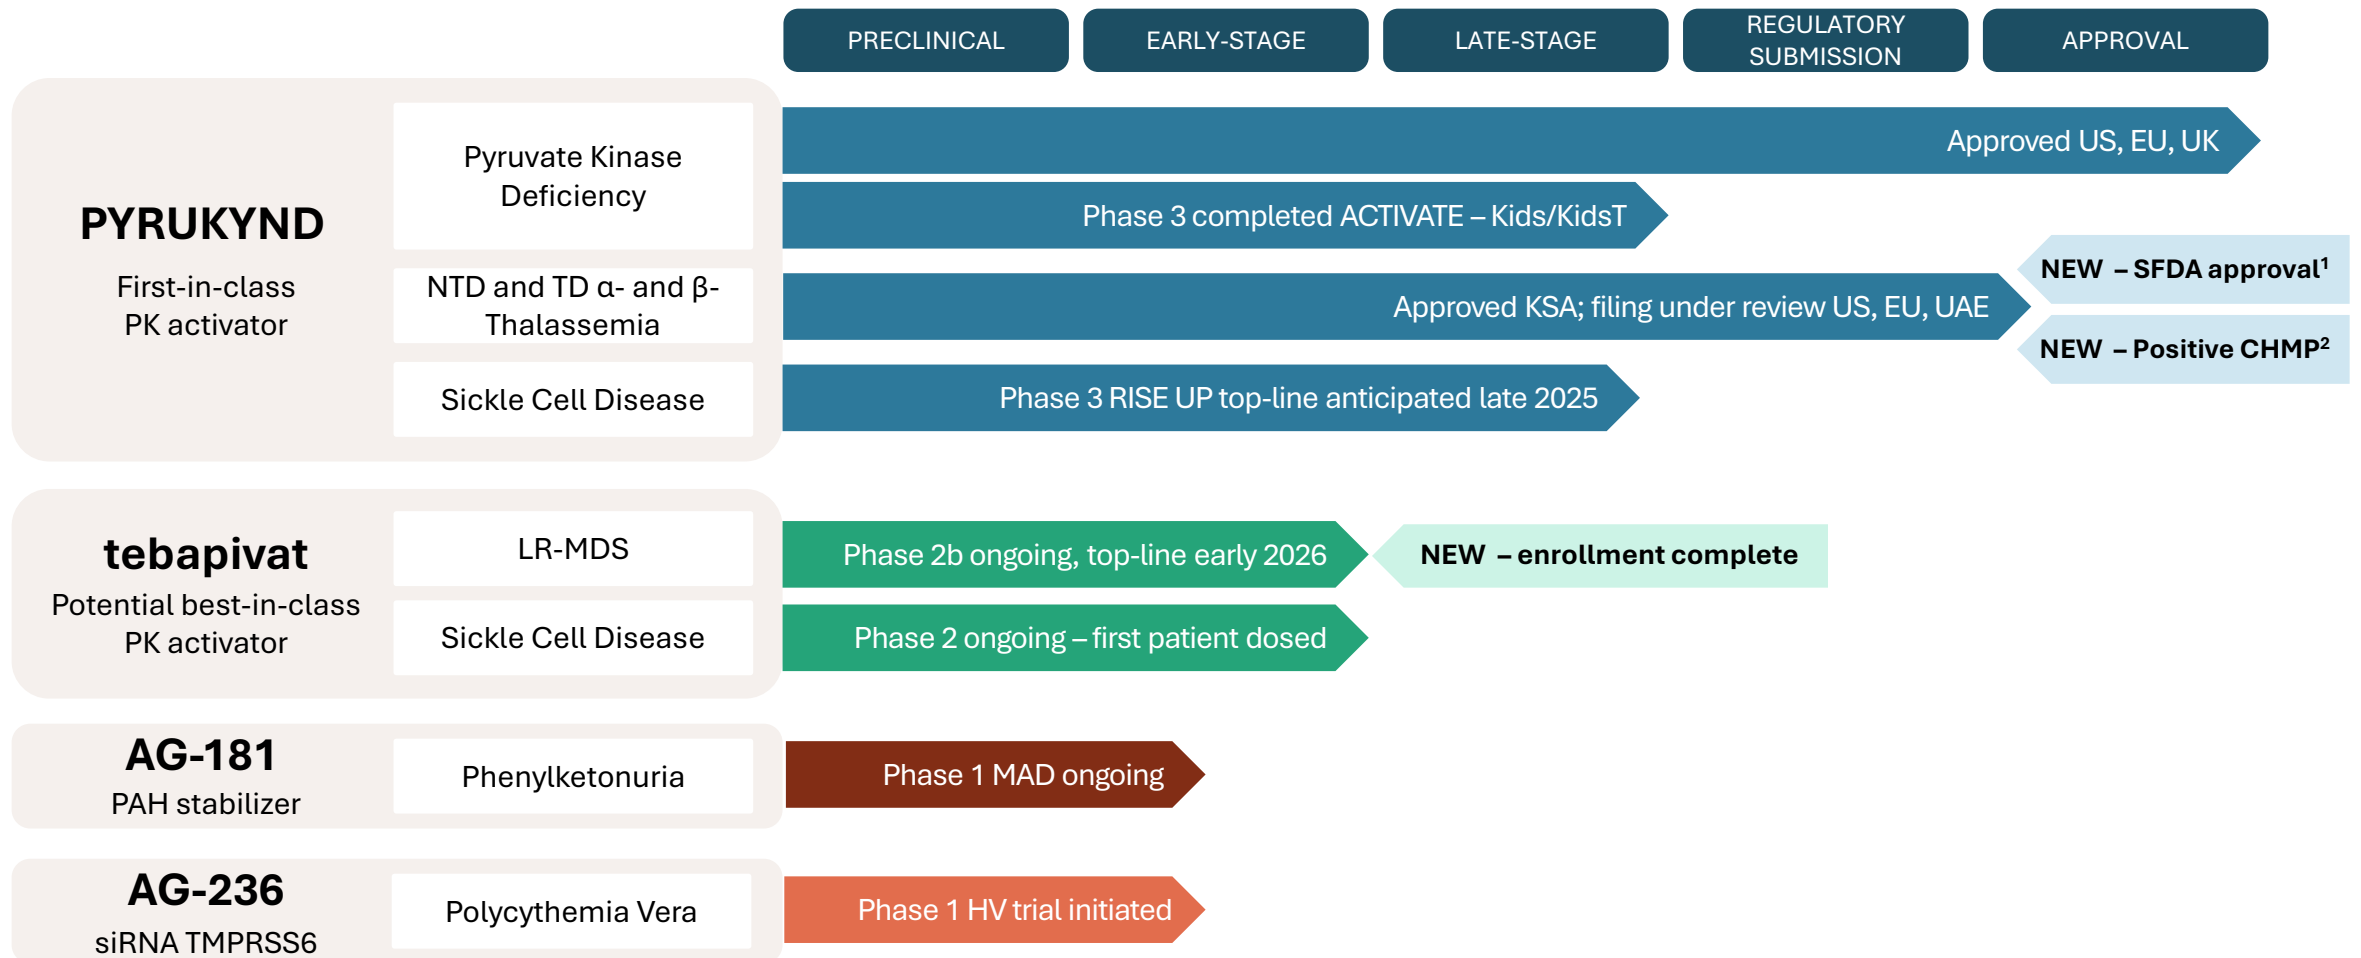 PRECLINICAL
EARLY-STAGE
LATE-STAGE
REGULATORY
SUBMISSION
APPROVAL
PYRUKYND
First-in-class
PK activator
Pyruvate Kinase
Deficiency
Approved US, EU, UK
Phase 3 completed ACTIVATE – Kids/KidsT
NTD and TD α- and β-
Thalassemia
Approved KSA; filing under review US, EU, UAE
NEW – SFDA approval¹
NEW – Positive CHMP²
Sickle Cell Disease
Phase 3 RISE UP top-line anticipated late 2025
tebapivat
Potential best-in-class
PK activator
LR-MDS
Phase 2b ongoing, top-line early 2026
NEW – enrollment complete
Sickle Cell Disease
Phase 2 ongoing – first patient dosed
AG-181
PAH stabilizer
Phenylketonuria
Phase 1 MAD ongoing
AG-236
siRNA TMPRSS6
Polycythemia Vera
Phase 1 HV trial initiated